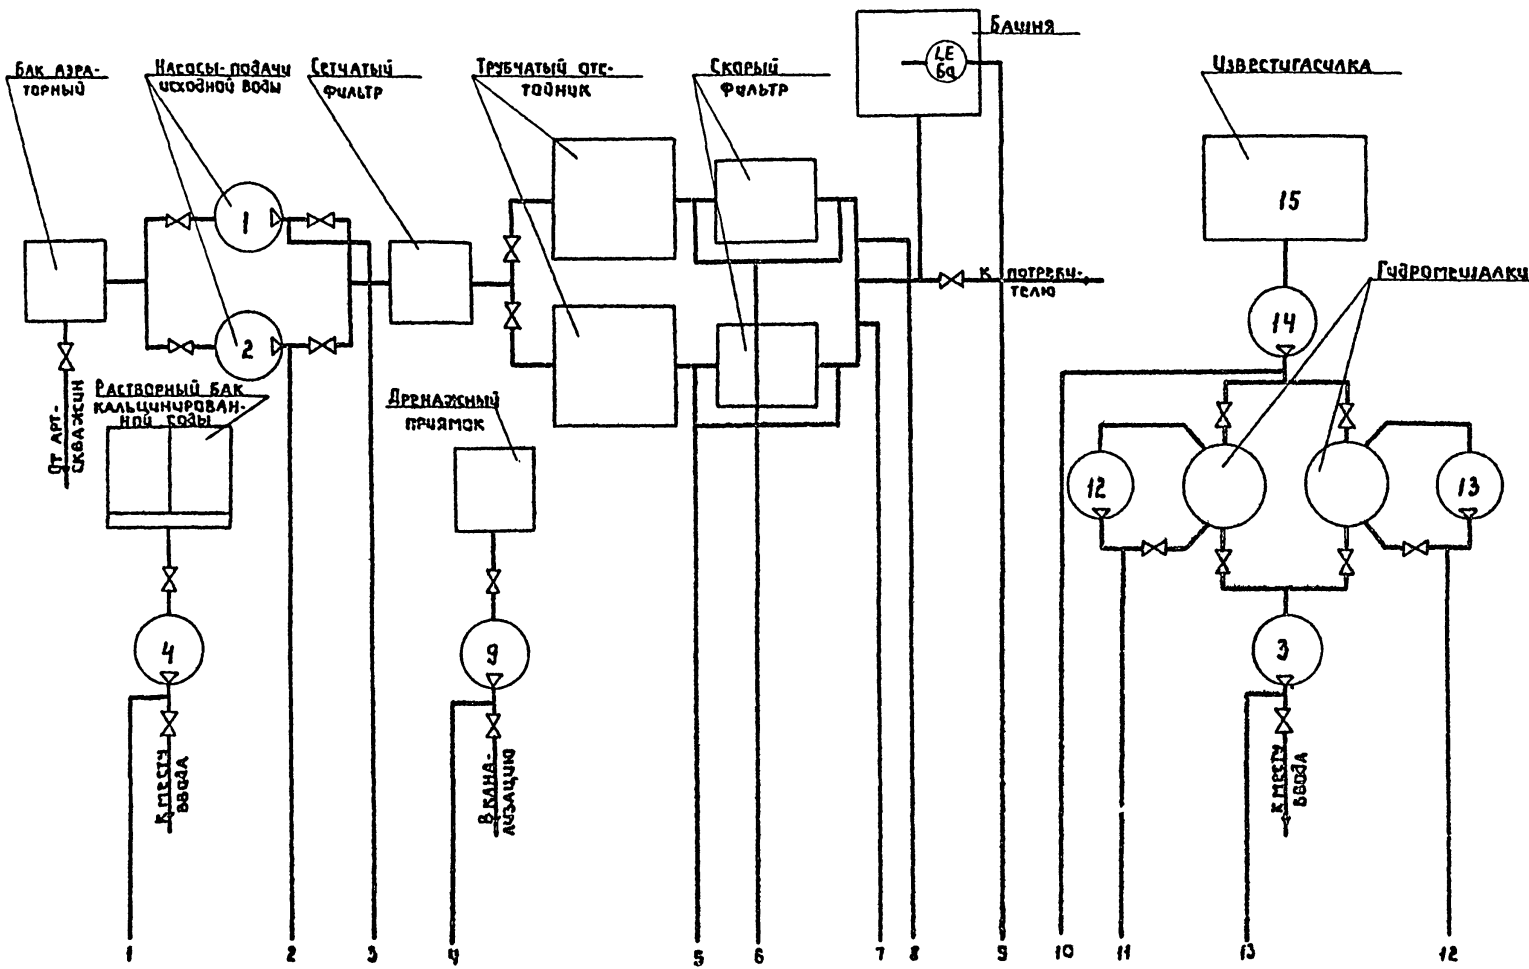 Башня
LE
6а
Бак аэра-
торный
Насосы-подачи
исходной воды
Сетчатый
фильтр
Трубчатый отс-
тойник
Скорый
фильтр
Известигасилка
15
1
2
К потреби-
телю
Гидромешалки
14
Растворный бак
кальцинирован-
ной соды
От арт-
скважин
Дренажный
приямок
12
13
4
9
3
К месту
ввода
В кана-
лизацию
К месту
ввода
1
2
3
4
5
6
7
8
9
10
11
13
12